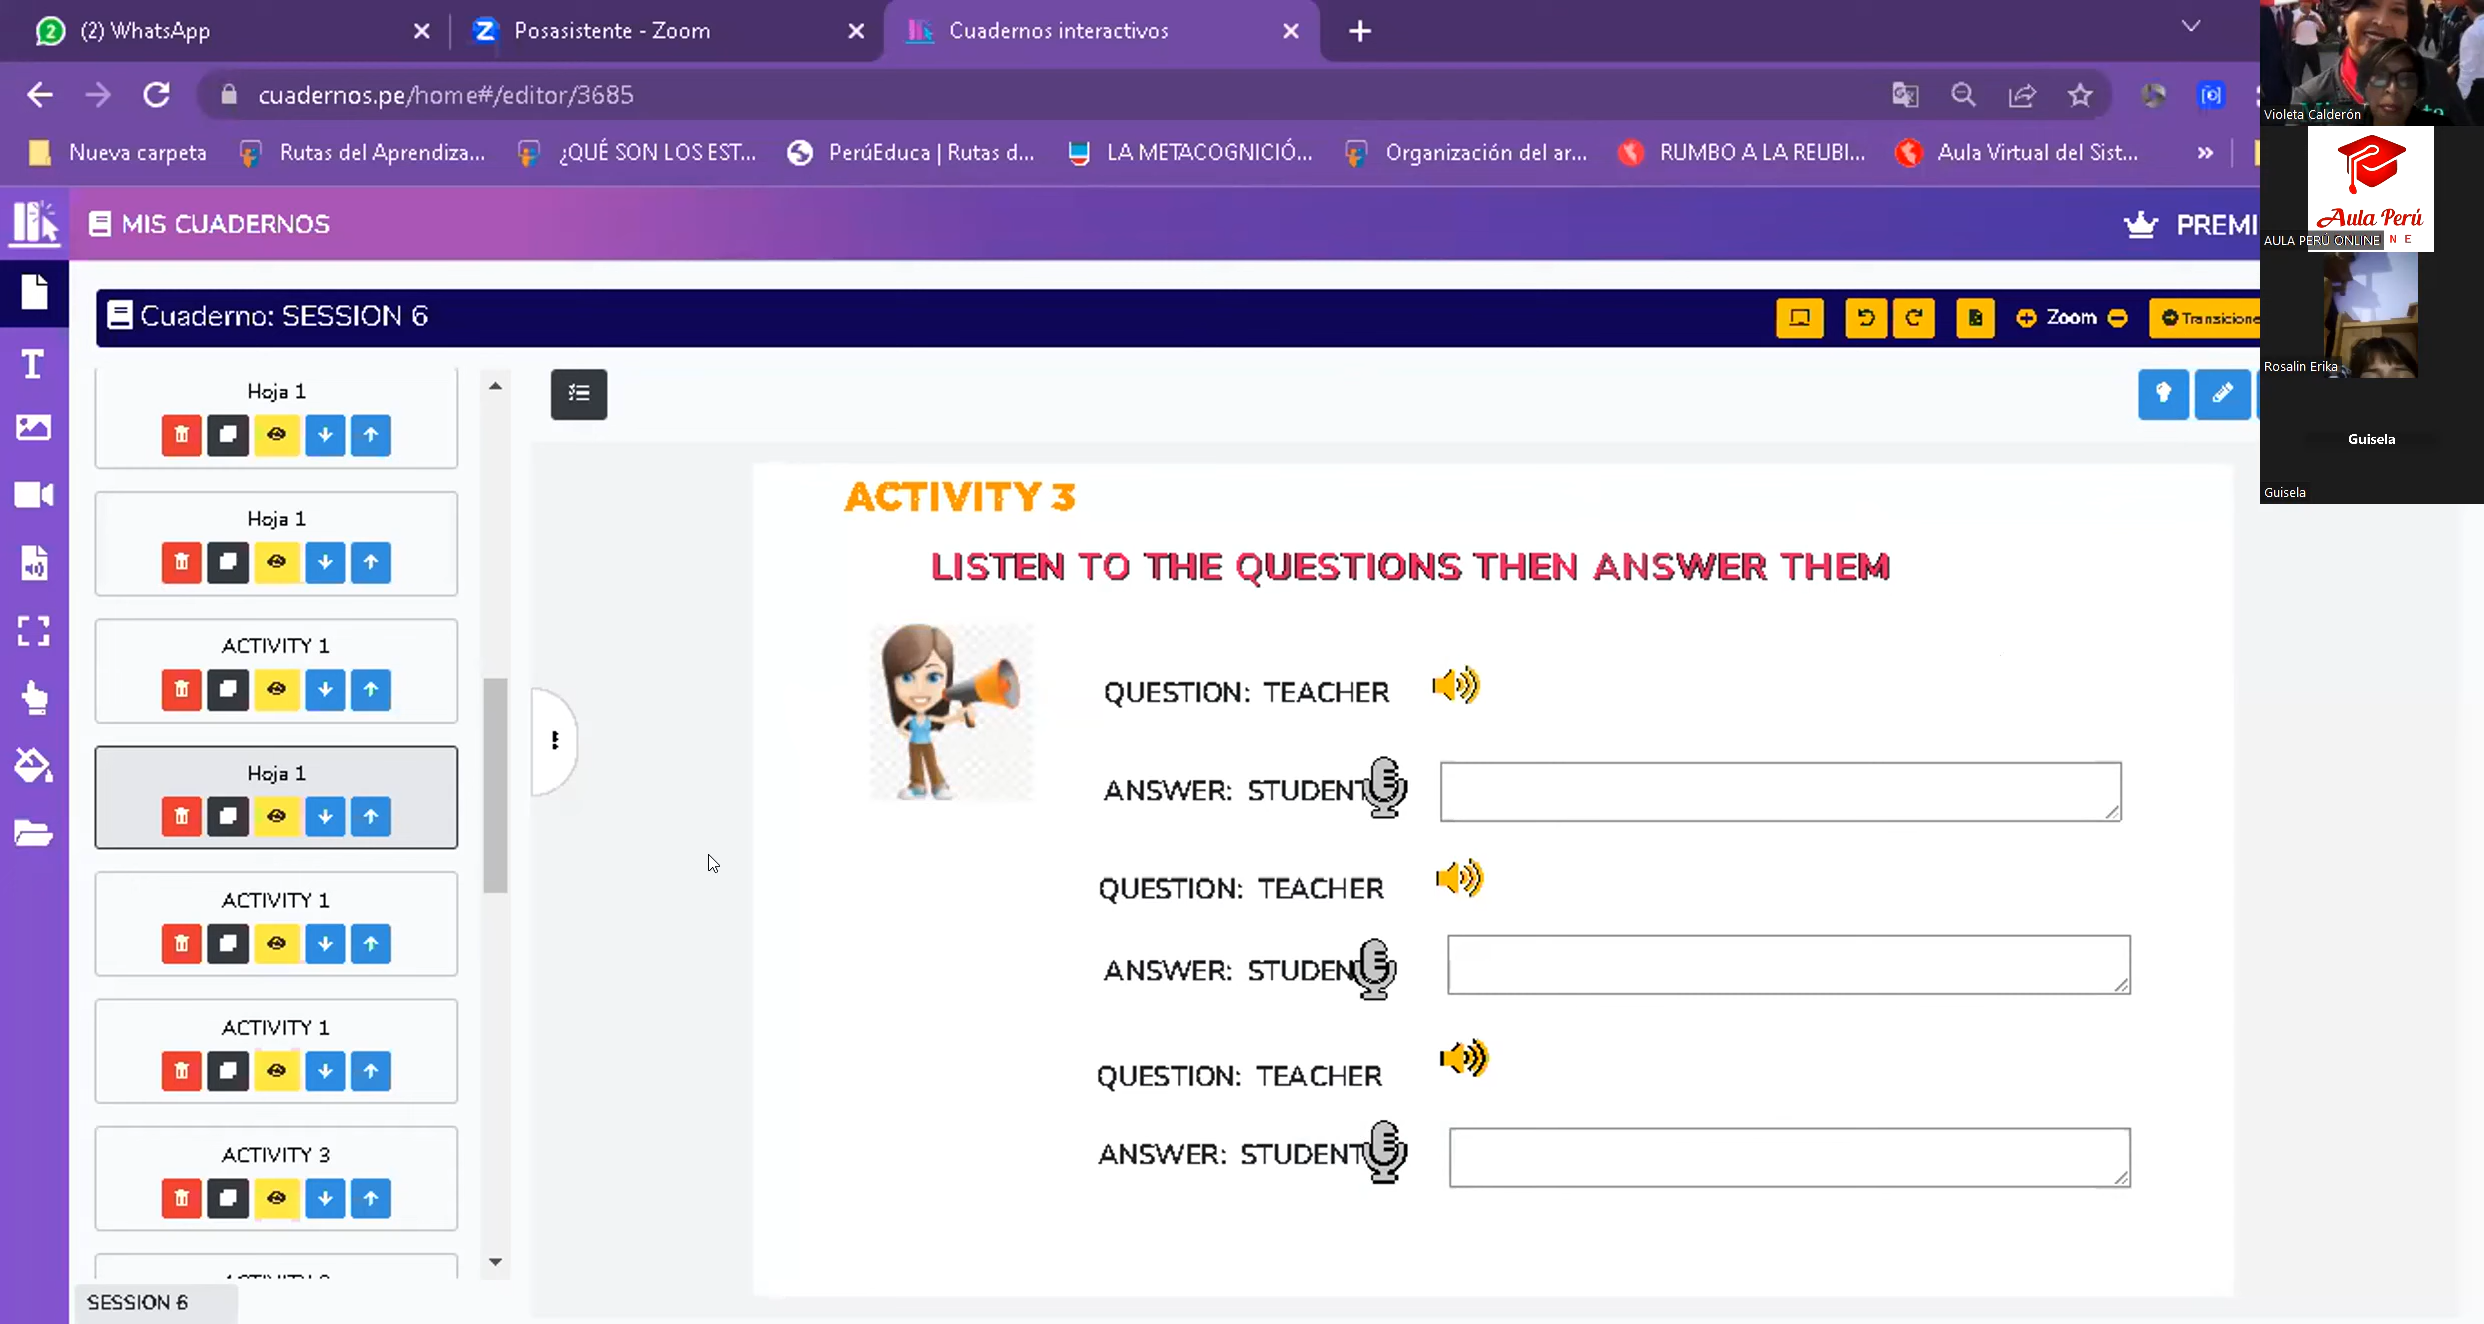 (2) WhatsApp
Posasistente - Zoom
Cuadernos interactivos
cuadernos.pe/home#/editor/3685
Nueva carpeta
Rutas del Aprendiza...
¿QUÉ SON LOS EST...
PerúEduca | Rutas d...
LA METACOGNICIÓ...
Organización del ar...
RUMBO A LA REUBI...
Aula Virtual del Sist...
MIS CUADERNOS
PREMI
Cuaderno: SESSION 6
Zoom
Transicione
Hoja 1
Hoja 1
ACTIVITY 1
Hoja 1
ACTIVITY 1
ACTIVITY 1
ACTIVITY 3
SESSION 6
ACTIVITY 3
LISTEN TO THE QUESTIONS THEN ANSWER THEM
QUESTION: TEACHER
ANSWER: STUDENT
QUESTION: TEACHER
ANSWER: STUDEN
QUESTION: TEACHER
ANSWER: STUDENT
Violeta Calderón
Aula Perú
N E
AULA PERÚ ONLINE
Rosalin Erika
Guisela
Guisela